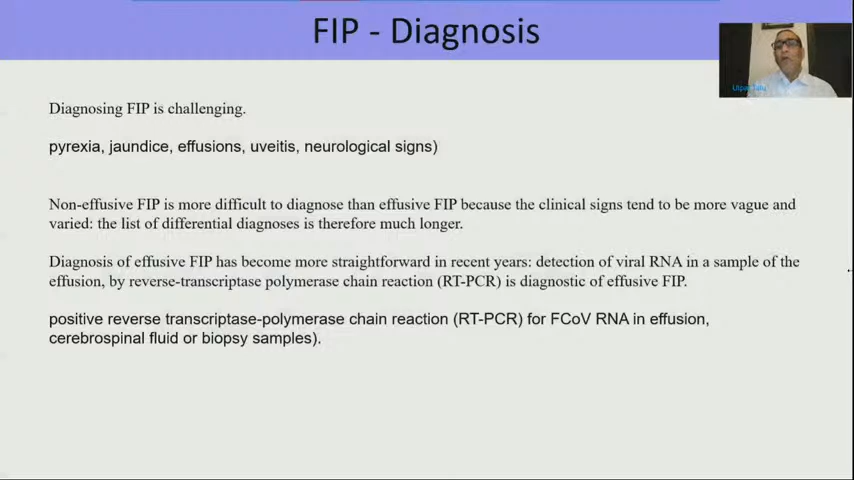 FIP - Diagnosis
Diagnosing FIP is challenging.
pyrexia, jaundice, effusions, uveitis, neurological signs)
Non-effusive FIP is more difficult to diagnose than effusive FIP because the clinical signs tend to be more vague and
varied: the list of differential diagnoses is therefore much longer.
Diagnosis of effusive FIP has become more straightforward in recent years: detection of viral RNA in a sample of the
effusion, by reverse-transcriptase polymerase chain reaction (RT-PCR) is diagnostic of effusive FIP.
positive reverse transcriptase-polymerase chain reaction (RT-PCR) for FCoV RNA in effusion,
cerebrospinal fluid or biopsy samples).